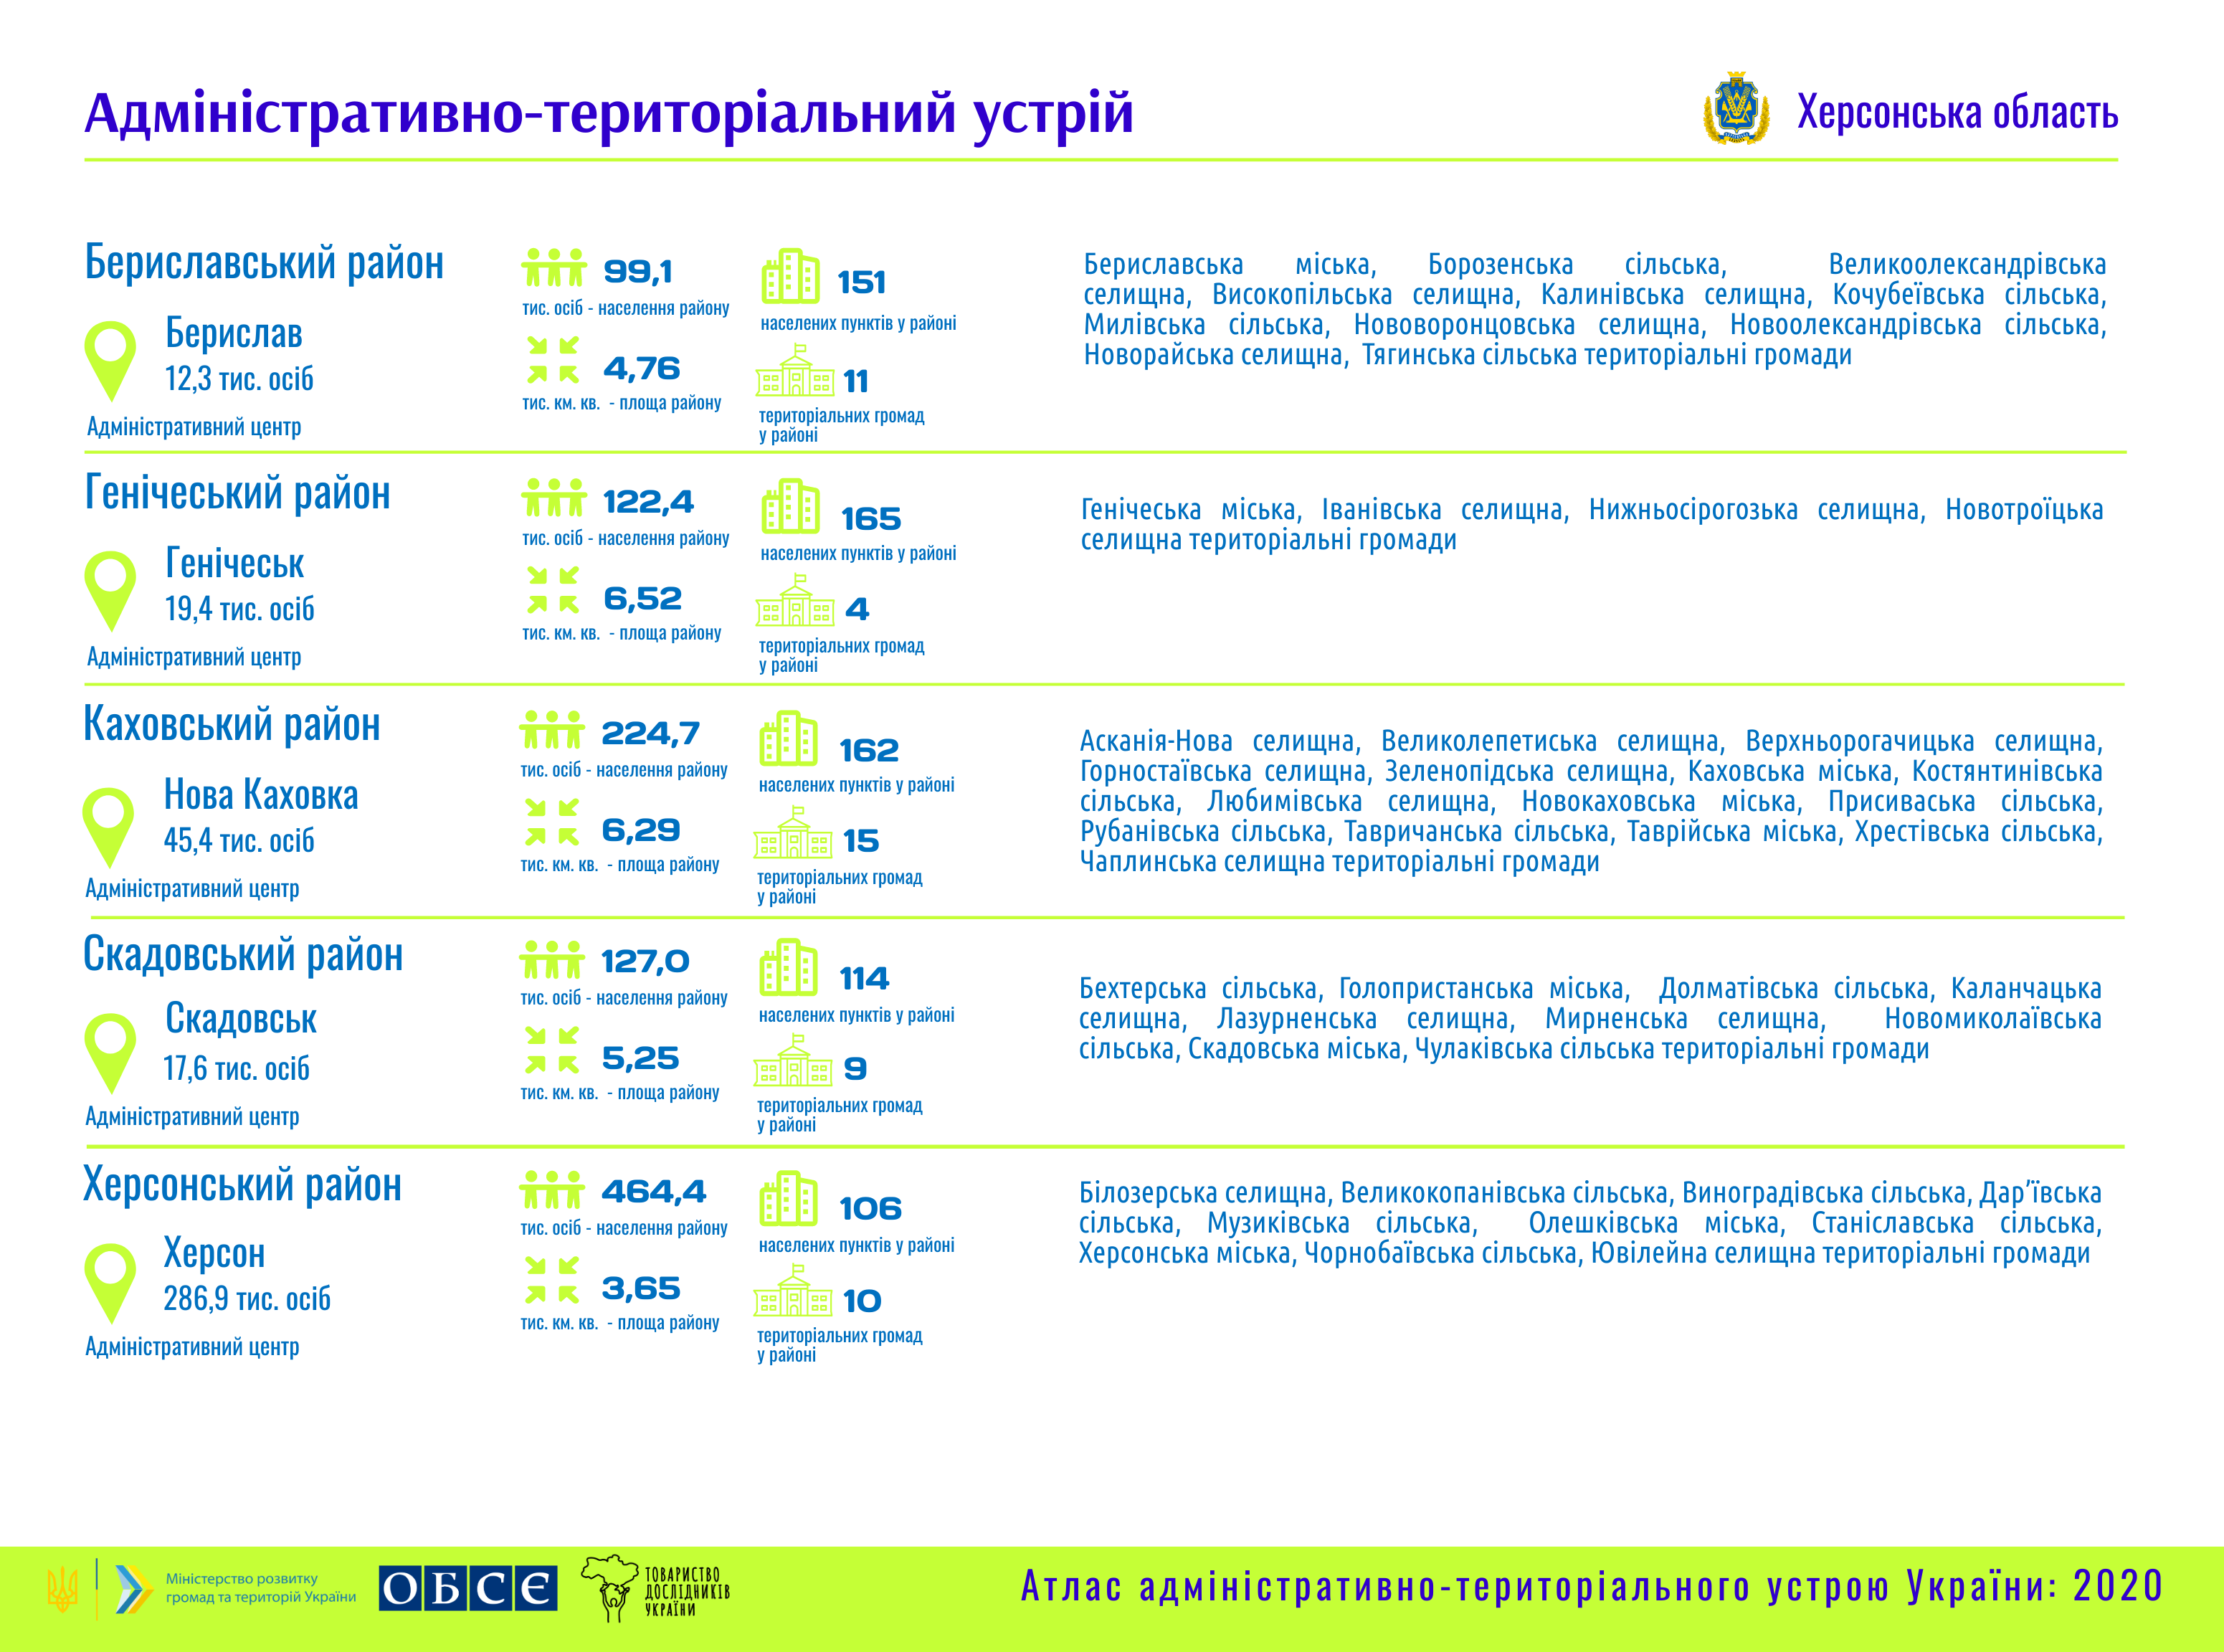 Адміністративно-територіальний устрій
Херсонська область
Бериславський район
Берислав
12,3 тис. осіб
Адміністративний центр
99,1
тис. осіб - населення району
4,76
тис. км. кв. - площа району
151
населених пунктів у районі
11
територіальних громад
у районі
Бериславська міська, Борозенська сільська, Великоолександрівська
селищна, Високопільська селищна, Калинівська селищна, Кочубеївська сільська,
Милівська сільська, Нововоронцовська селищна, Новоолександрівська сільська,
Новорайська селищна, Тягинська сільська територіальні громади
Генічеський район
Генічеськ
19,4 тис. осіб
Адміністративний центр
122,4
тис. осіб - населення району
6,52
тис. км. кв. - площа району
165
населених пунктів у районі
4
територіальних громад
у районі
Генічеська міська, Іванівська селищна, Нижньосірогозька селищна, Новотроїцька
селищна територіальні громади
Каховський район
Нова Каховка
45,4 тис. осіб
Адміністративний центр
224,7
тис. осіб - населення району
6,29
тис. км. кв. - площа району
162
населених пунктів у районі
15
територіальних громад
у районі
Асканія-Нова селищна, Великолепетиська селищна, Верхньорогачицька селищна,
Горностаївська селищна, Зеленопідська селищна, Каховська міська, Костянтинівська
сільська, Любимівська селищна, Новокаховська міська, Присиваська сільська,
Рубанівська сільська, Тавричанська сільська, Таврійська міська, Хрестівська сільська,
Чаплинська селищна територіальні громади
Скадовський район
Скадовськ
17,6 тис. осіб
Адміністративний центр
127,0
тис. осіб - населення району
5,25
тис. км. кв. - площа району
114
населених пунктів у районі
9
територіальних громад
у районі
Бехтерська сільська, Голопристанська міська, Долматівська сільська, Каланчацька
селищна, Лазурненська селищна, Мирненська селищна, Новомиколаївська
сільська, Скадовська міська, Чулаківська сільська територіальні громади
Херсонський район
Херсон
286,9 тис. осіб
Адміністративний центр
464,4
тис. осіб - населення району
3,65
тис. км. кв. - площа району
106
населених пунктів у районі
10
територіальних громад
у районі
Білозерська селищна, Великокопанівська сільська, Виноградівська сільська, Дар’ївська
сільська, Музиківська сільська, Олешківська міська, Станіславська сільська,
Херсонська міська, Чорнобаївська сільська, Ювілейна селищна територіальні громади
Міністерство розвитку
громад та територій України
ОБСЄ
ТОВАРИСТВО
ДОСЛІДНИКІВ
УКРАЇНИ
Атлас адміністративно-територіального устрою України: 2020